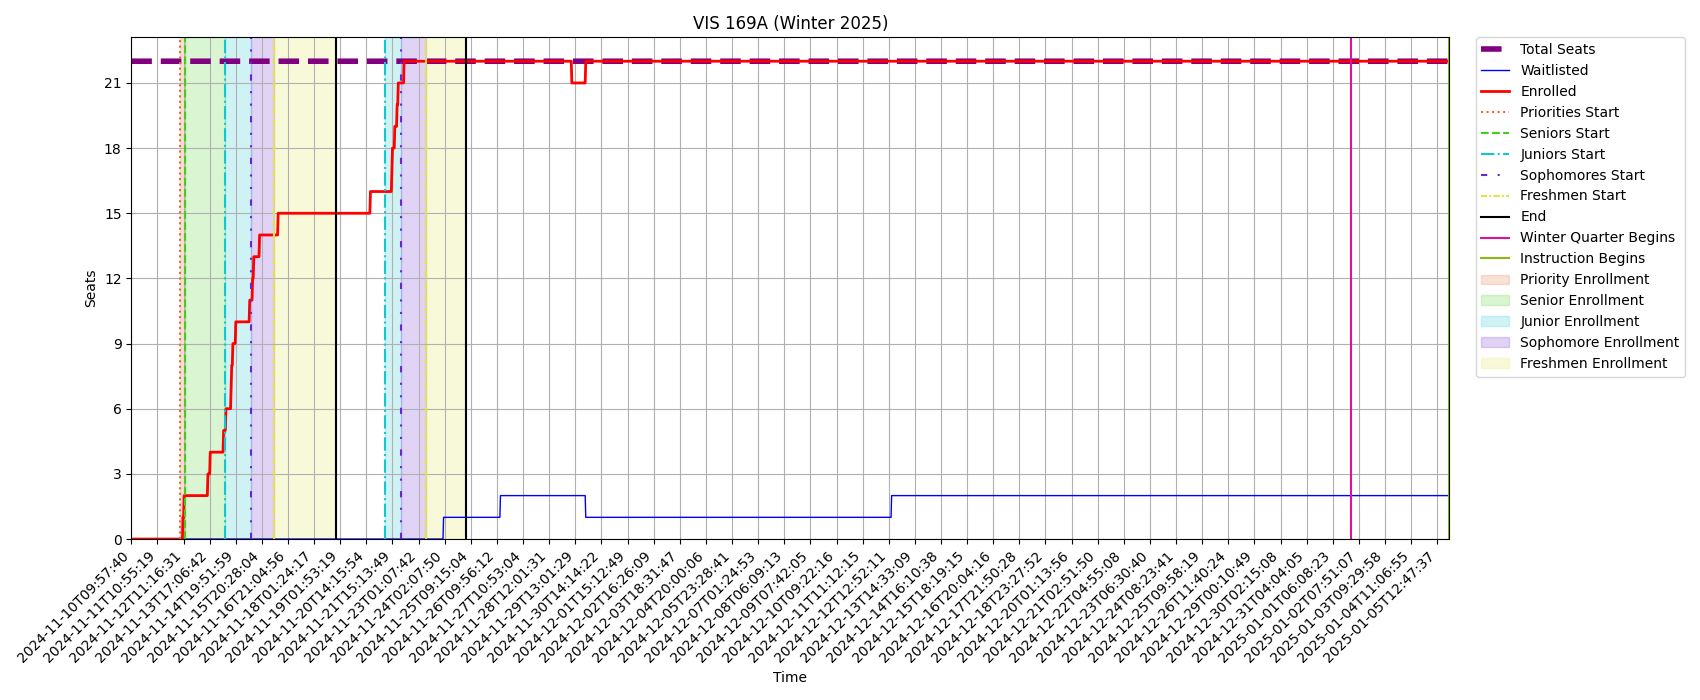 VIS 169A (Winter 2025)
Seats
21
18
15
12
9
6
3
0
2024-11-10T09:57:40
2024-11-11T10:55:19
2024-11-12T11:16:31
2024-11-13T17:06:42
2024-11-14T19:51:59
2024-11-15T20:28:04
2024-11-16T21:04:56
2024-11-18T01:24:17
2024-11-19T01:53:19
2024-11-20T14:15:54
2024-11-21T15:13:49
2024-11-23T01:07:42
2024-11-24T02:07:50
2024-11-25T09:15:04
2024-11-26T09:56:12
2024-11-27T10:53:04
2024-11-28T12:01:31
2024-11-29T13:01:29
2024-11-30T14:14:22
2024-12-01T15:12:49
2024-12-02T16:26:09
2024-12-03T18:31:47
2024-12-04T20:00:06
2024-12-05T23:28:41
2024-12-07T01:24:53
2024-12-08T06:09:13
2024-12-09T07:42:05
2024-12-10T09:22:16
2024-12-11T11:12:15
2024-12-12T12:52:11
2024-12-13T14:33:09
2024-12-14T16:10:38
2024-12-15T18:19:15
2024-12-16T20:04:16
2024-12-17T21:50:28
2024-12-18T23:27:52
2024-12-20T01:13:56
2024-12-21T02:51:50
2024-12-22T04:55:08
2024-12-23T06:30:40
2024-12-24T08:23:41
2024-12-25T09:58:19
2024-12-26T11:40:24
2024-12-29T00:10:49
2024-12-30T02:15:08
2024-12-31T04:04:05
2025-01-01T06:08:23
2025-01-02T07:51:07
2025-01-03T09:29:58
2025-01-04T11:06:55
2025-01-05T12:47:37
Time
Total Seats
Waitlisted
Enrolled
Priorities Start
Seniors Start
Juniors Start
Sophomores Start
Freshmen Start
End
Winter Quarter Begins
Instruction Begins
Priority Enrollment
Senior Enrollment
Junior Enrollment
Sophomore Enrollment
Freshmen Enrollment